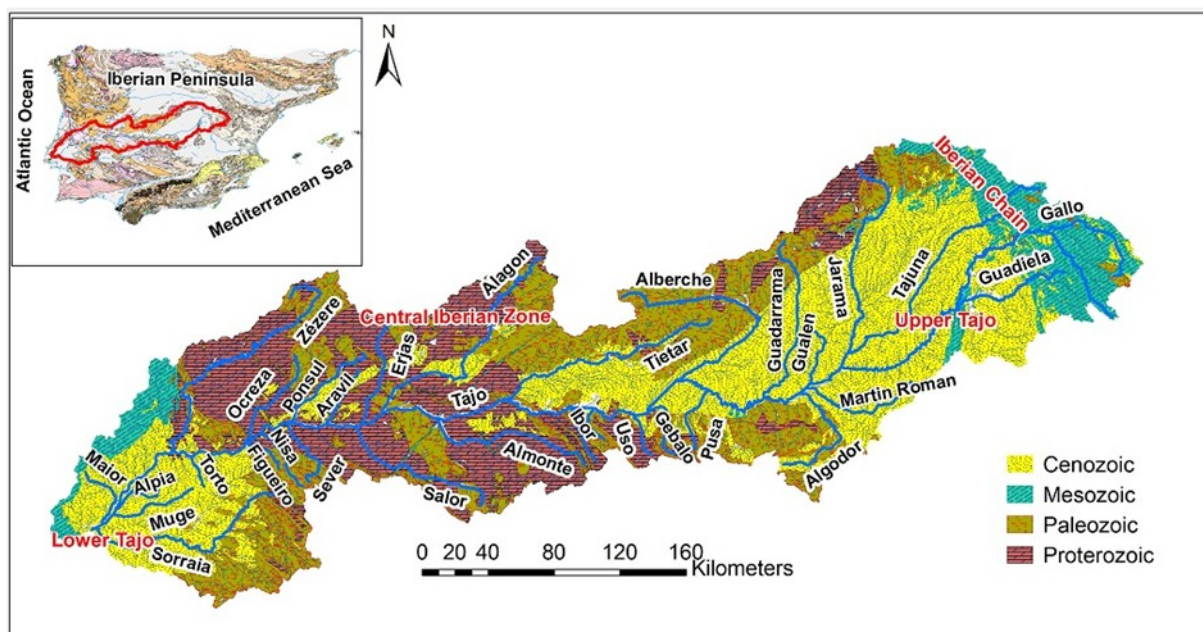 N
Iberian Peninsula
Atlantic Ocean
Mediterranean Sea
Iberian Chain
Gallo
Guadiela
Tajuna
Jarama
Upper Tajo
Guadarrama
Gualen
Alberche
Alagon
Central Iberian Zone
Zézere
Erjas
Tietar
Ocreza
Ponsul
Aravil
Tajo
Martin Roman
Ibor
Uso
Gebalo
Pusa
Algodor
Almonte
Salor
Sever
Nisa
Figueiro
Torto
Maior
Alpia
Muge
Lower Tajo
Sorraia
Cenozoic
Mesozoic
Paleozoic
Proterozoic
0 20 40 80 120 160
Kilometers